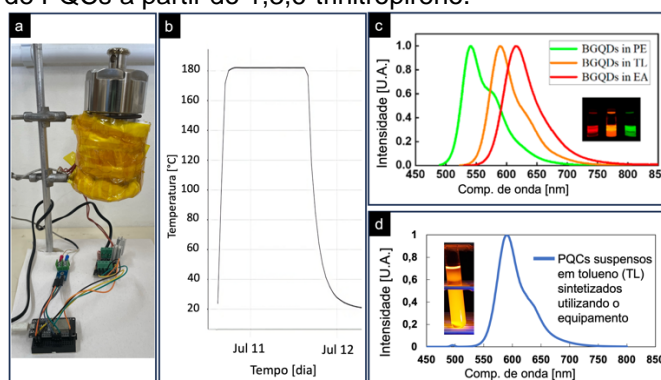 de PQCs a partir do 1,3,6-trinitropireno.
a
b
180
160
140
120
100
80
60
40
20
Temperatura [°C]
Jul 11
Jul 12
Tempo [dia]
c
1.0
0.8
0.6
0.4
0.2
0.0
Intensidade [U.A.]
BGQDs in PE
BGQDs in TL
BGQDs in EA
450 500 550 600 650 700 750 800 850
Comp. de onda [nm]
d
1
0,8
0,6
0,4
0,2
0
Intensidade [U.A.]
PQCs suspensos
em tolueno (TL)
sintetizados
utilizando o
equipamento
450 500 550 600 650 700 750 800 850
Comp. de onda [nm]